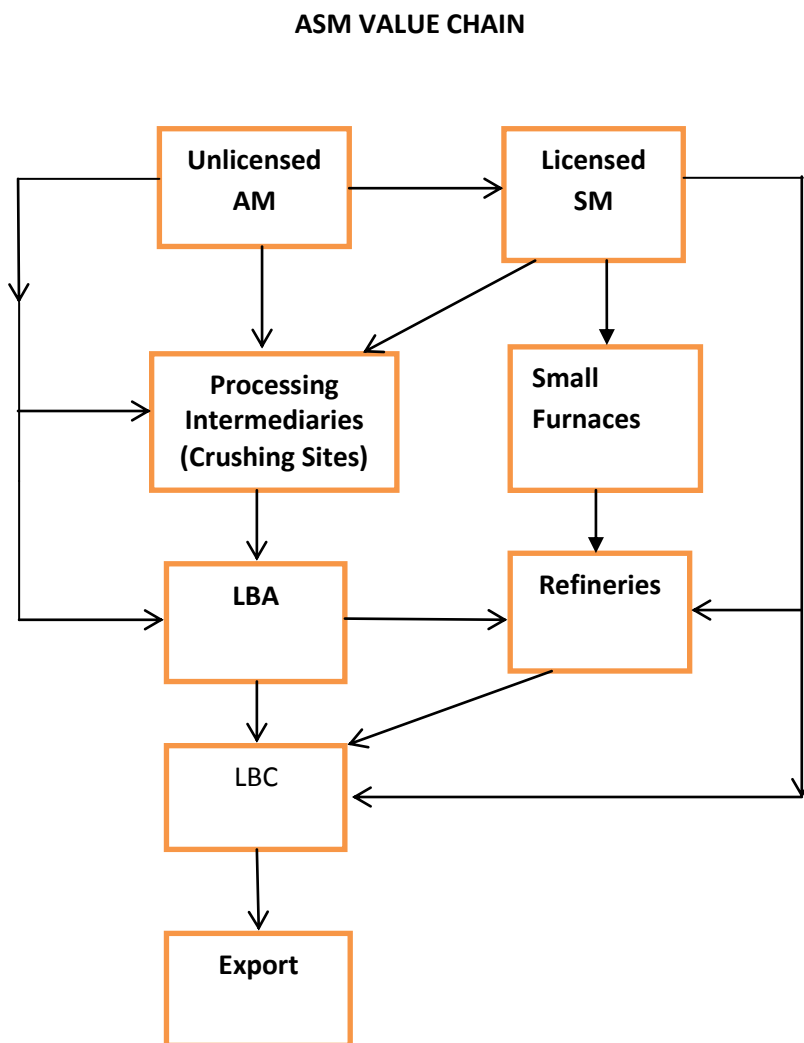 ASM VALUE CHAIN
Unlicensed
AM
Licensed
SM
Processing
Intermediaries
(Crushing Sites)
Small
Furnaces
LBA
Refineries
LBC
Export